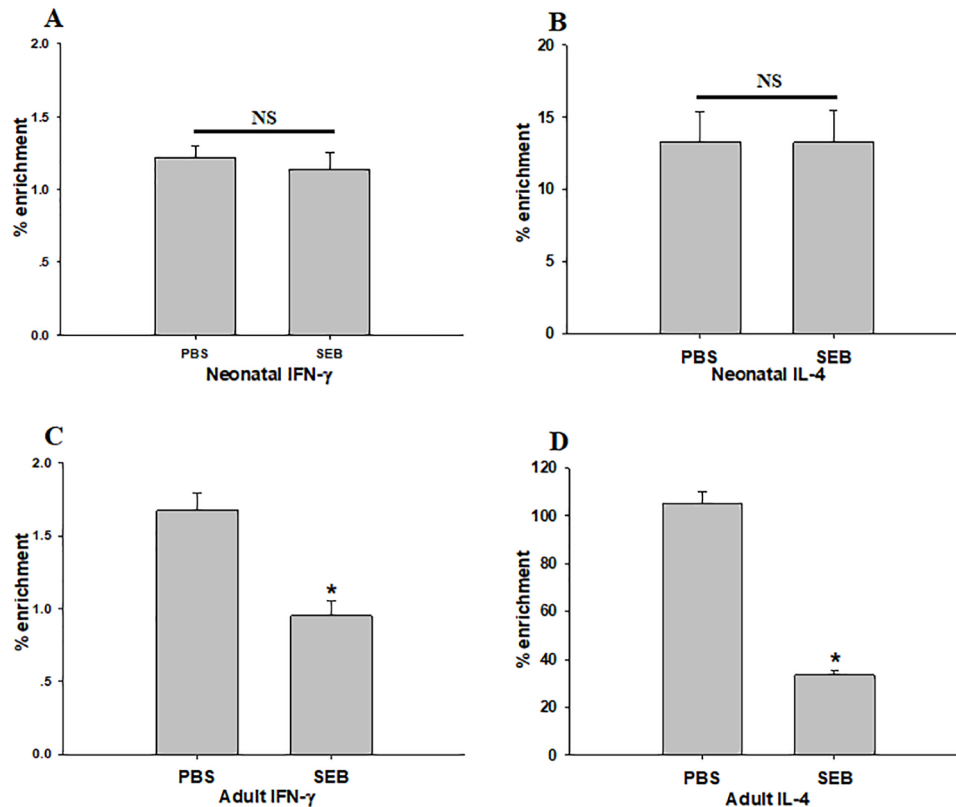 A
2.0
1.5
1.0
.5
0.0
% enrichment
NS
PBS SEB
Neonatal IFN-γ
B
20
15
10
5
0
% enrichment
NS
PBS SEB
Neonatal IL-4
C
2.0
1.5
1.0
.5
0.0
% enrichment
*
PBS SEB
Adult IFN-γ
D
120
100
80
60
40
20
0
% enrichment
*
PBS SEB
Adult IL-4